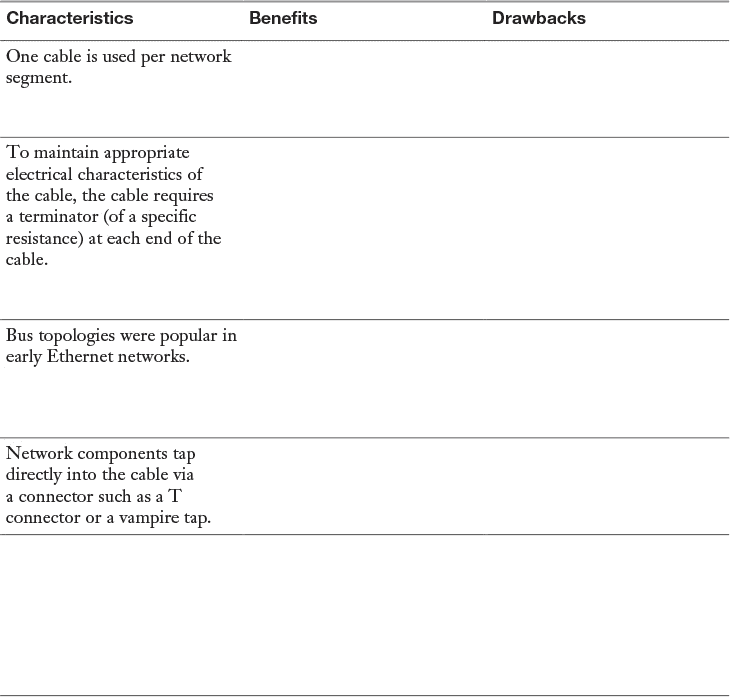 Characteristics Benefits Drawbacks
One cable is used per network
segment.
To maintain appropriate
electrical characteristics of
the cable, the cable requires
a terminator (of a specific
resistance) at each end of the
cable.
Bus topologies were popular in
early Ethernet networks.
Network components tap
directly into the cable via
a connector such as a T
connector or a vampire tap.